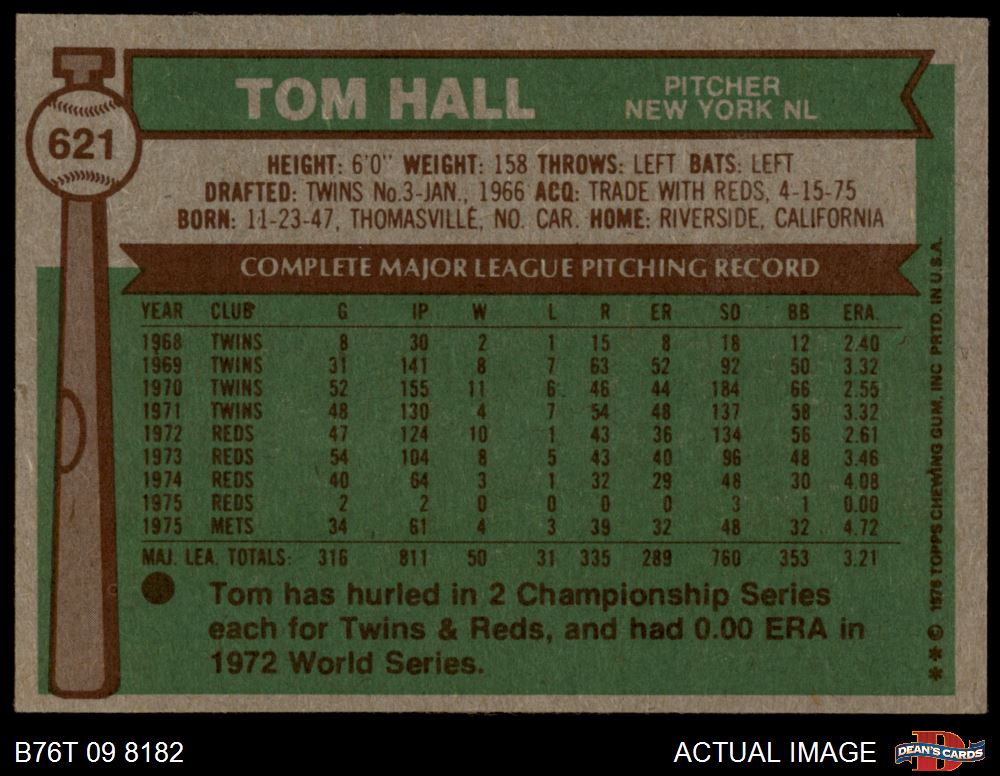 621
TOM HALL
PITCHER
NEW YORK NL
HEIGHT: 6'0" WEIGHT: 158 THROWS: LEFT BATS: LEFT
DRAFTED: TWINS No.3-JAN., 1966 ACQ: TRADE WITH REDS, 4-15-75
BORN: 11-23-47, THOMASVILLE, NO. CAR. HOME: RIVERSIDE, CALIFORNIA
COMPLETE MAJOR LEAGUE PITCHING RECORD
YEAR CLUB G IP W L R ER SO BB ERA.
1968 TWINS 8 30 2 1 15 8 18 12 2.40
1969 TWINS 31 141 8 7 63 52 92 50 3.32
1970 TWINS 52 155 11 6 46 44 184 66 2.55
1971 TWINS 48 130 4 7 54 48 137 58 3.32
1972 REDS 47 124 10 1 43 36 134 56 2.61
1973 REDS 54 104 8 5 43 40 96 48 3.46
1974 REDS 40 64 3 1 32 29 48 30 4.08
1975 REDS 2 2 0 0 0 0 3 1 0.00
1975 METS 34 61 4 3 39 32 48 32 4.72
MAJ. LEA. TOTALS: 316 811 50 31 335 289 760 353 3.21
Tom has hurled in 2 Championship Series
each for Twins & Reds, and had 0.00 ERA in
1972 World Series.
**© 1976 TOPPS CHEWING GUM, INC PRTD. IN U.S.A.
B76T 09 8182
ACTUAL IMAGE
DEAN'S CARDS